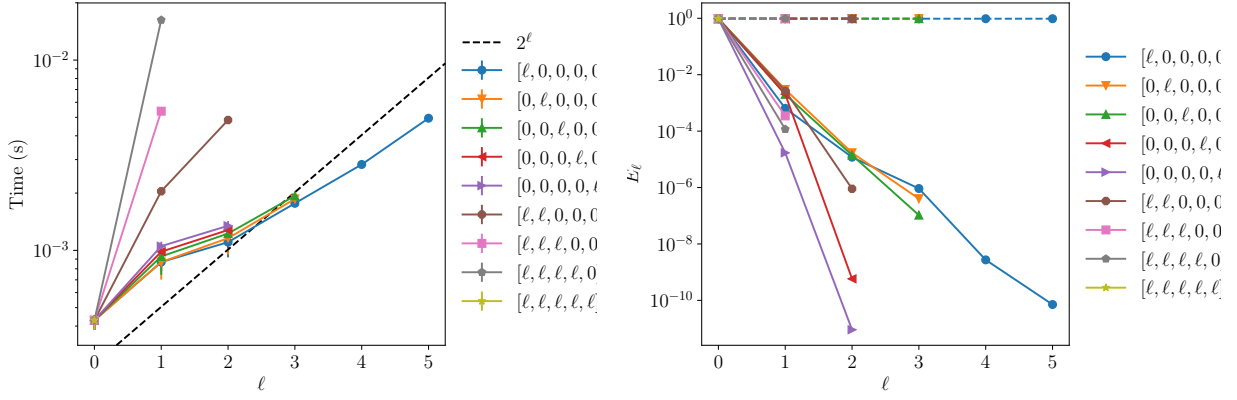 10⁻²
10⁻³
Time (s)
0 1 2 3 4 5
ℓ
2^ℓ
[ℓ, 0, 0, 0, 0
[0, ℓ, 0, 0, 0
[0, 0, ℓ, 0, 0
[0, 0, 0, ℓ, 0
[0, 0, 0, 0, ℓ
[ℓ, ℓ, 0, 0, 0
[ℓ, ℓ, ℓ, 0, 0
[ℓ, ℓ, ℓ, ℓ, 0
[ℓ, ℓ, ℓ, ℓ, ℓ]
10⁰
10⁻²
10⁻⁴
10⁻⁶
10⁻⁸
10⁻¹⁰
E_ℓ
0 1 2 3 4 5
ℓ
[ℓ, 0, 0, 0, 0
[0, ℓ, 0, 0, 0
[0, 0, ℓ, 0, 0
[0, 0, 0, ℓ, 0
[0, 0, 0, 0, ℓ
[ℓ, ℓ, 0, 0, 0
[ℓ, ℓ, ℓ, 0, 0
[ℓ, ℓ, ℓ, ℓ, 0
[ℓ, ℓ, ℓ, ℓ, ℓ]